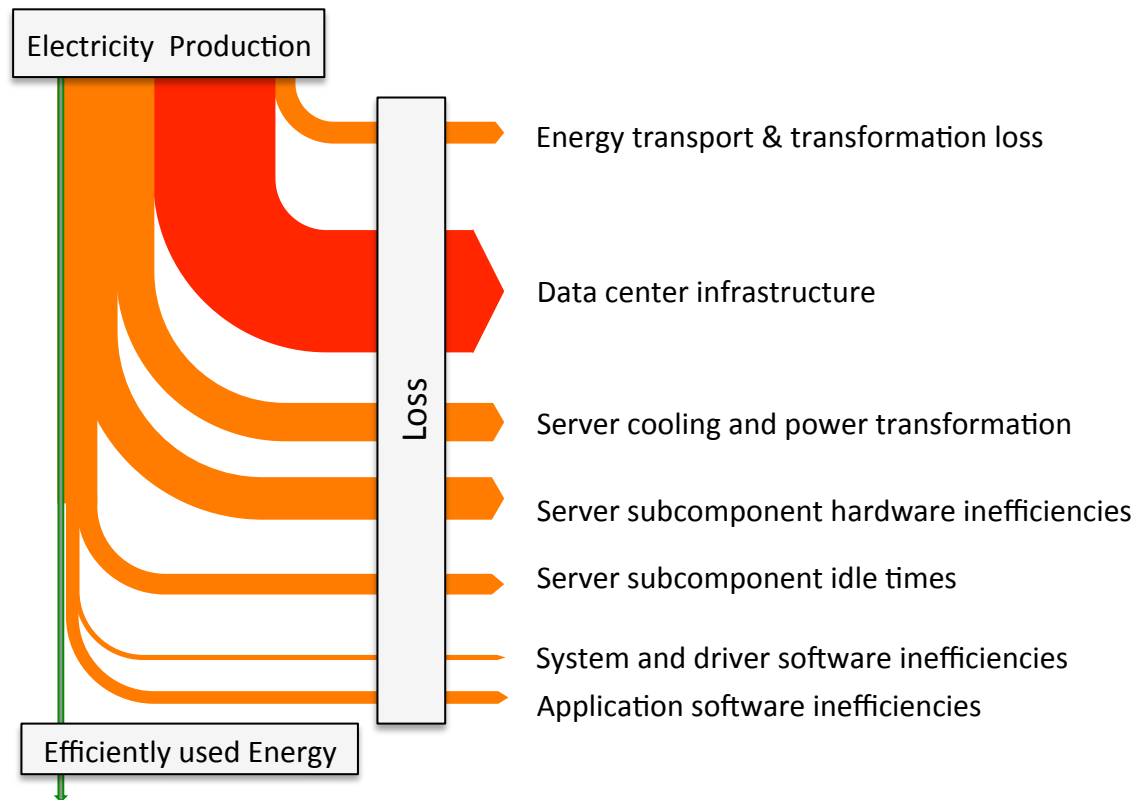 Electricity Production
Energy transport & transformation loss
Data center infrastructure
Loss
Server cooling and power transformation
Server subcomponent hardware inefficiencies
Server subcomponent idle times
System and driver software inefficiencies
Application software inefficiencies
Efficiently used Energy